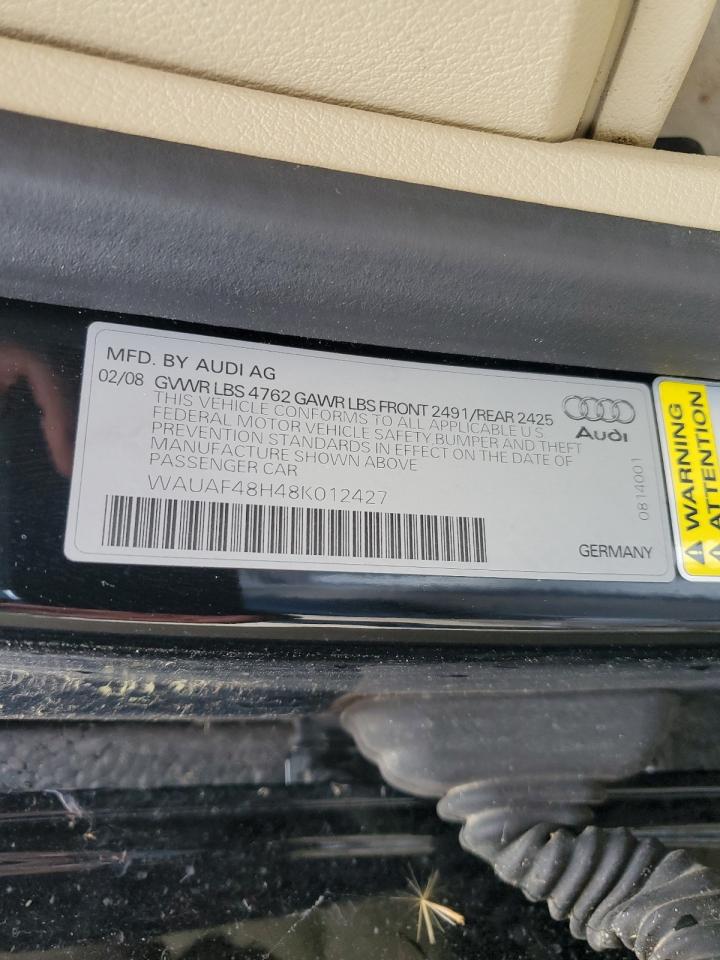 MFD. BY AUDI AG
02/08 GVWR LBS 4762 GAWR LBS FRONT 2491/REAR 2425
THIS VEHICLE CONFORMS TO ALL APPLICABLE U S
FEDERAL MOTOR VEHICLE SAFETY,BUMPER AND THEFT
PREVENTION STANDARDS IN EFFECT ON THE DATE OF
MANUFACTURE SHOWN ABOVE
PASSENGER CAR
WAUAF48H48K012427
Audi
0814001
GERMANY
WARNING
ATTENTION